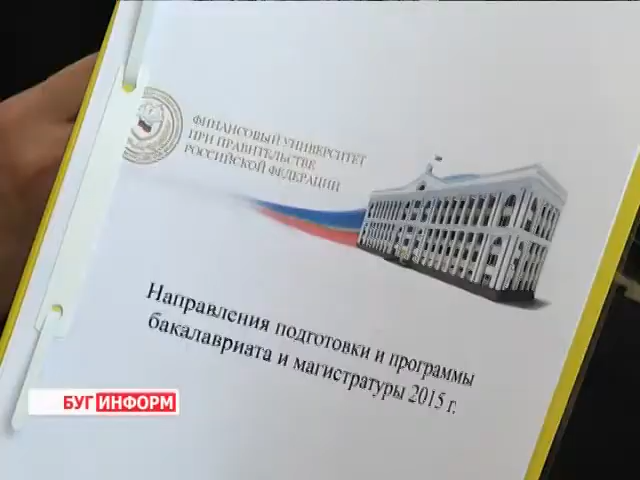 ФИНАНСОВЫЙ УНИВЕРСИТЕТ
ПРИ ПРАВИТЕЛЬСТВЕ
РОССИЙСКОЙ ФЕДЕРАЦИИ
Направления подготовки и программы
бакалавриата и магистратуры 2015 г.
БУГ ИНФОРМ